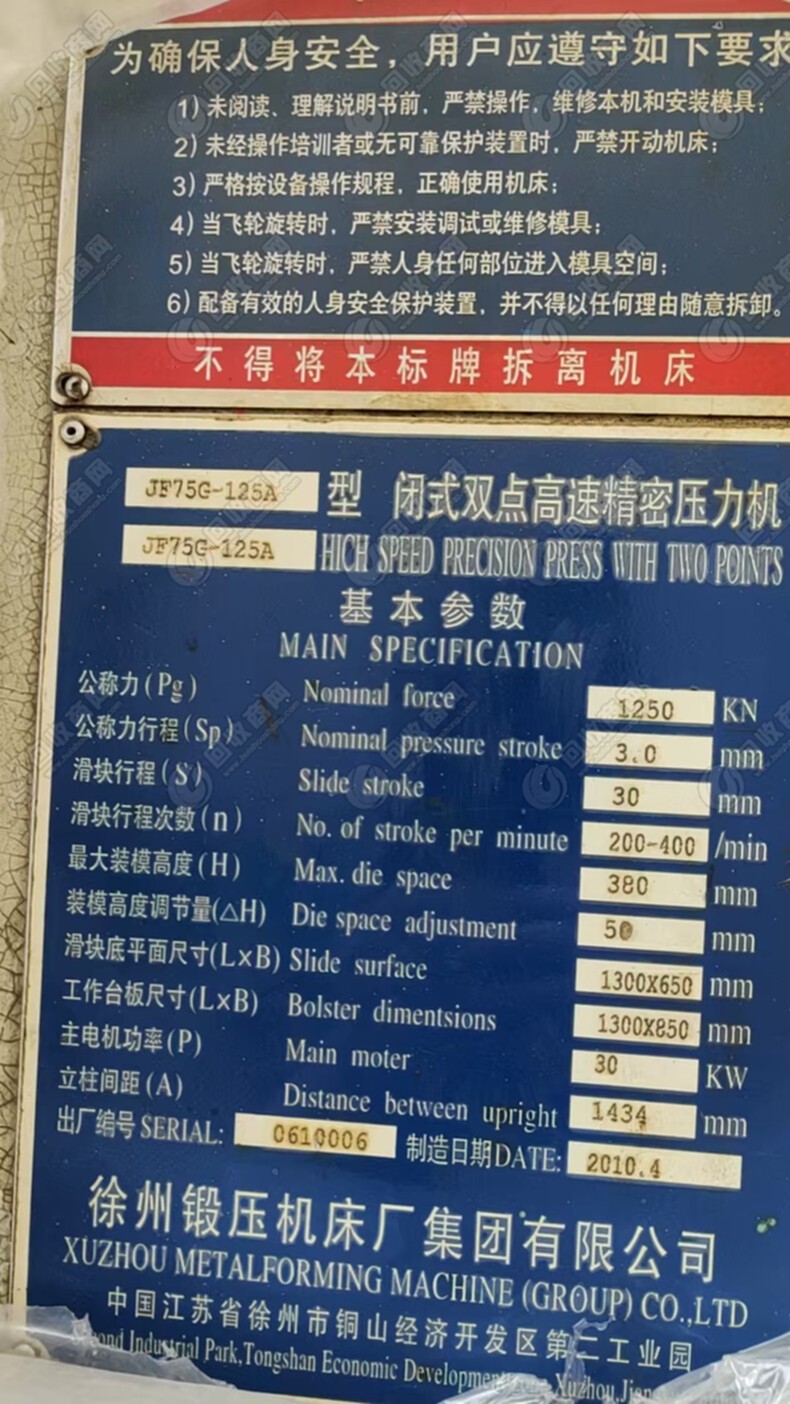 为确保人身安全，用户应遵守如下要求
1）未阅读、理解说明书前，严禁操作，维修本机和安装模具；
2）未经操作培训者或无可靠保护装置时，严禁开动机床；
3）严格按设备操作规程，正确使用机床；
4）当飞轮旋转时，严禁安装调试或维修模具；
5）当飞轮旋转时，严禁人身任何部位进入模具空间；
6）配备有效的人身安全保护装置，并不得以任何理由随意拆卸。
不得将本标牌拆离机床
JF75G-125A 型 闭式双点高速精密压力机
JF75G-125A HICH SPEED PRECISION PRESS WITH TWO POINTS
基本参数
MAIN SPECIFICATION
公称力(Pg) Nominal force 1250 KN
公称力行程(Sp) Nominal pressure stroke 3.0 mm
滑块行程(S) Slide stroke 30 mm
滑块行程次数(n) No. of stroke per minute 200-400 /min
最大装模高度(H) Max. die space 380 mm
装模高度调节量(△H) Die space adjustment 50 mm
滑块底平面尺寸(L×B) Slide surface 1300X650 mm
工作台板尺寸(L×B) Bolster dimentsions 1300X850 mm
主电机功率(P) Main moter 30 KW
立柱间距(A) Distance between upright 1434 mm
出厂编号 SERIAL: 0610006 制造日期DATE: 2010.4
徐州锻压机床厂集团有限公司
XUZHOU METALFORMING MACHINE (GROUP) CO.,LTD
中国江苏省徐州市铜山经济开发区第二工业园
Industrial Park,Tongshan Economic Development Xuzhou,